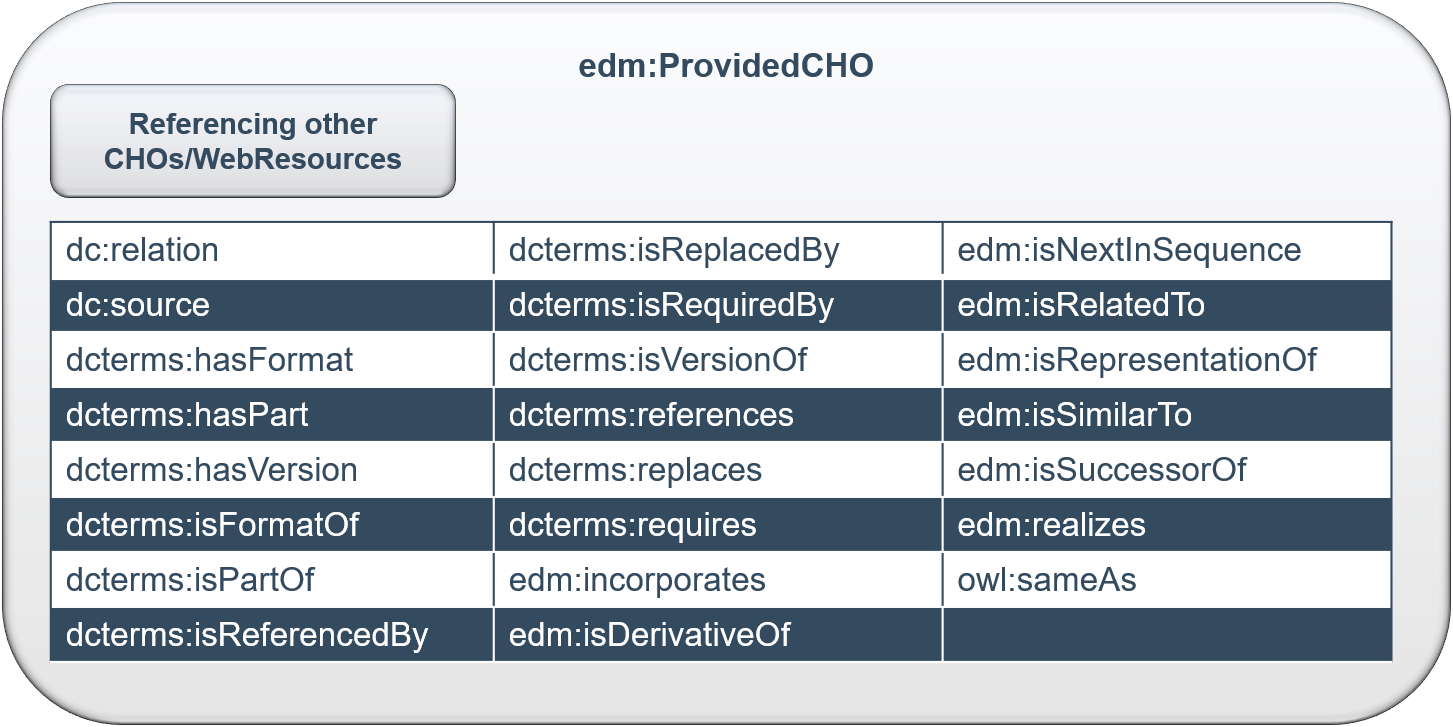 edm:ProvidedCHO
Referencing other
CHOs/WebResources
dc:relation dcterms:isReplacedBy edm:isNextInSequence
dc:source dcterms:isRequiredBy edm:isRelatedTo
dcterms:hasFormat dcterms:isVersionOf edm:isRepresentationOf
dcterms:hasPart dcterms:references edm:isSimilarTo
dcterms:hasVersion dcterms:replaces edm:isSuccessorOf
dcterms:isFormatOf dcterms:requires edm:realizes
dcterms:isPartOf edm:incorporates owl:sameAs
dcterms:isReferencedBy edm:isDerivativeOf